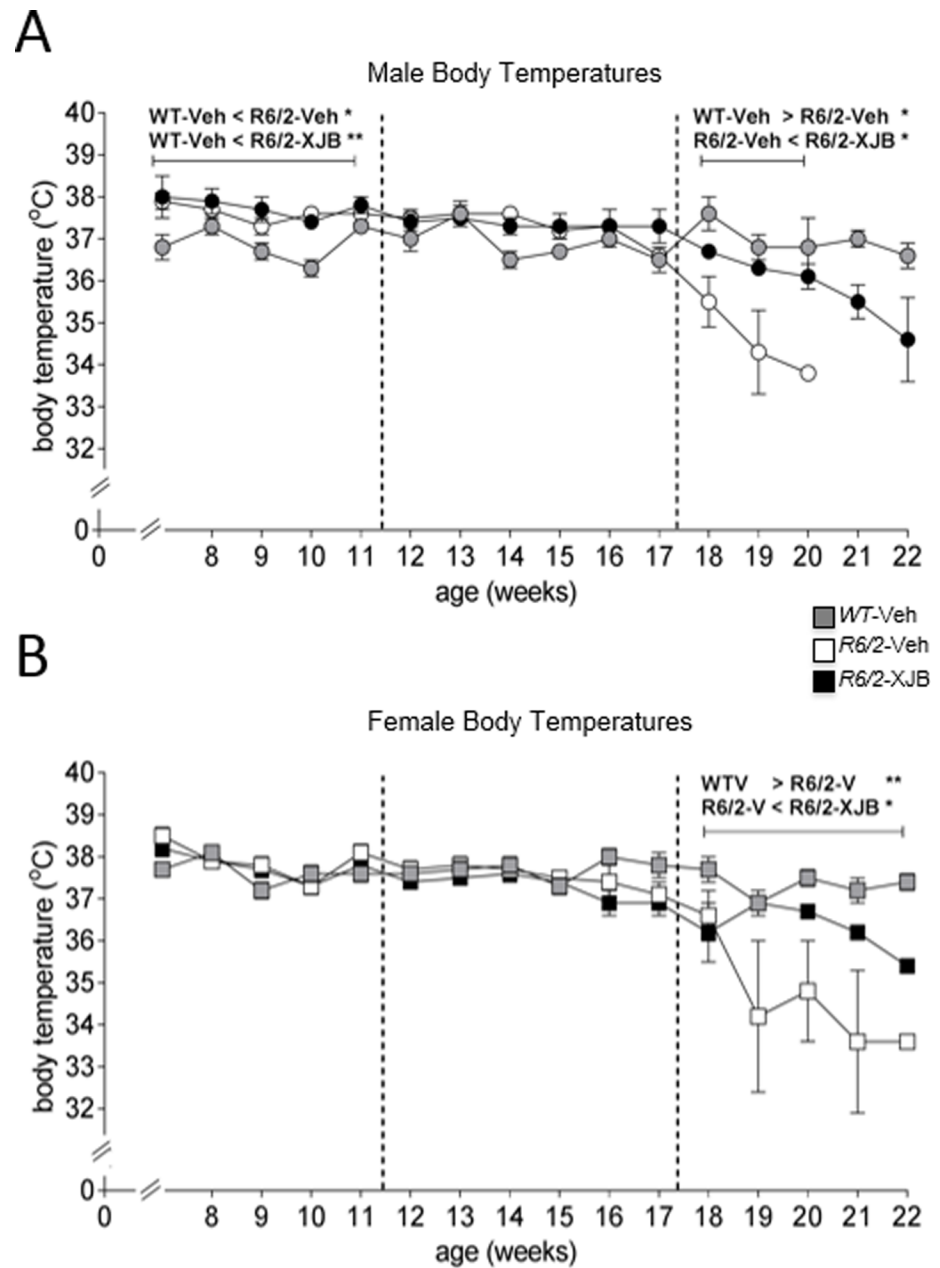 A
Male Body Temperatures
WT-Veh < R6/2-Veh *
WT-Veh < R6/2-XJB **
WT-Veh > R6/2-Veh *
R6/2-Veh < R6/2-XJB *
body temperature (°C)
40
39
38
37
36
35
34
33
32
0
0 8 9 10 11 12 13 14 15 16 17 18 19 20 21 22
age (weeks)
WT-Veh
R6/2-Veh
R6/2-XJB
B
Female Body Temperatures
WTV > R6/2-V **
R6/2-V < R6/2-XJB *
body temperature (°C)
40
39
38
37
36
35
34
33
32
0
0 8 9 10 11 12 13 14 15 16 17 18 19 20 21 22
age (weeks)